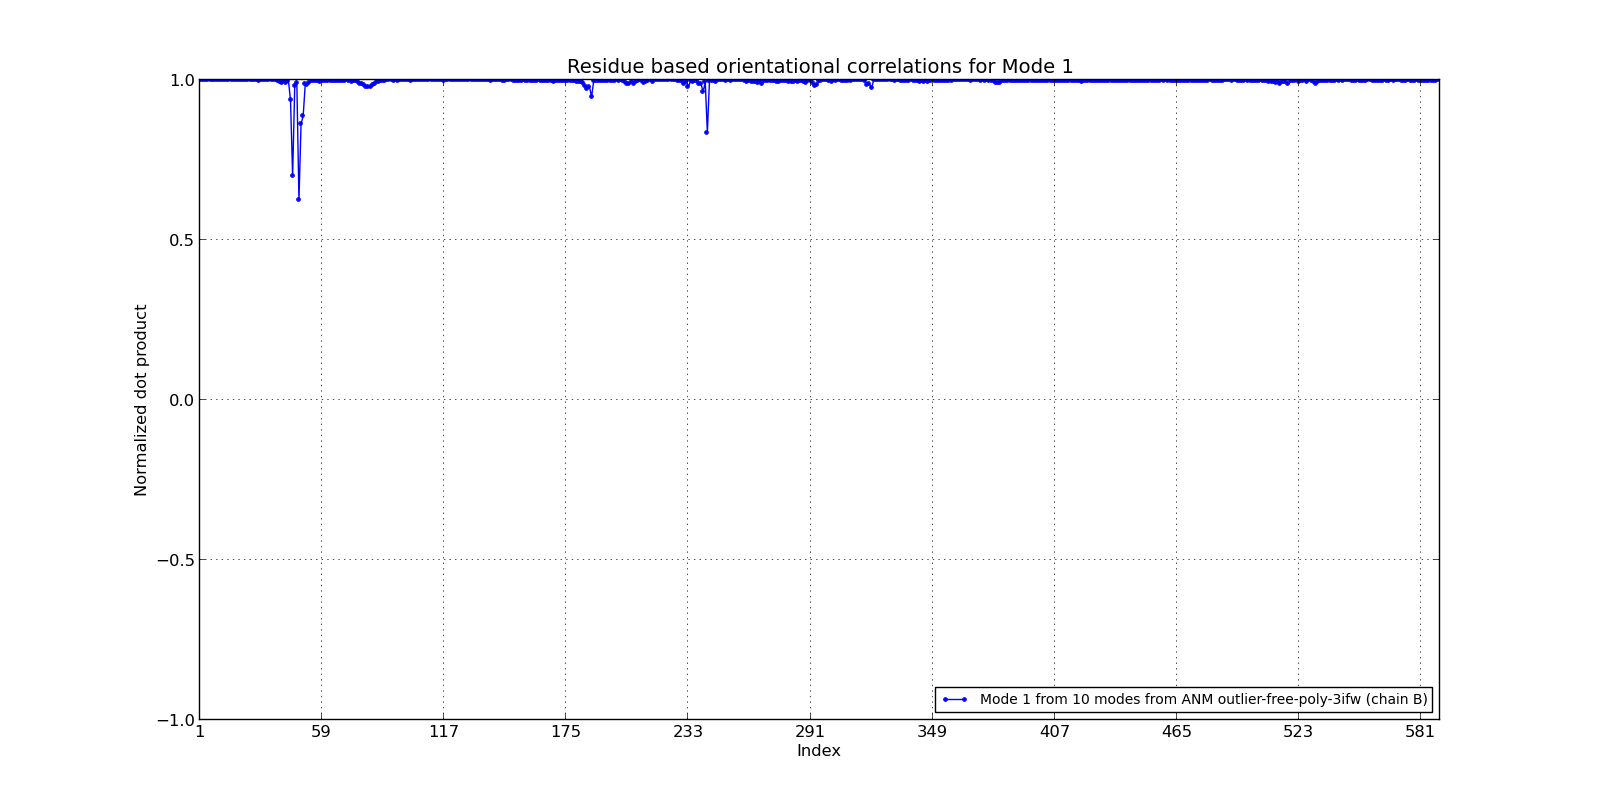 Residue based orientational correlations for Mode 1
1.0
0.5
0.0
−0.5
−1.0
Normalized dot product
Mode 1 from 10 modes from ANM outlier-free-poly-3ifw (chain B)
1 59 117 175 233 291 349 407 465 523 581
Index